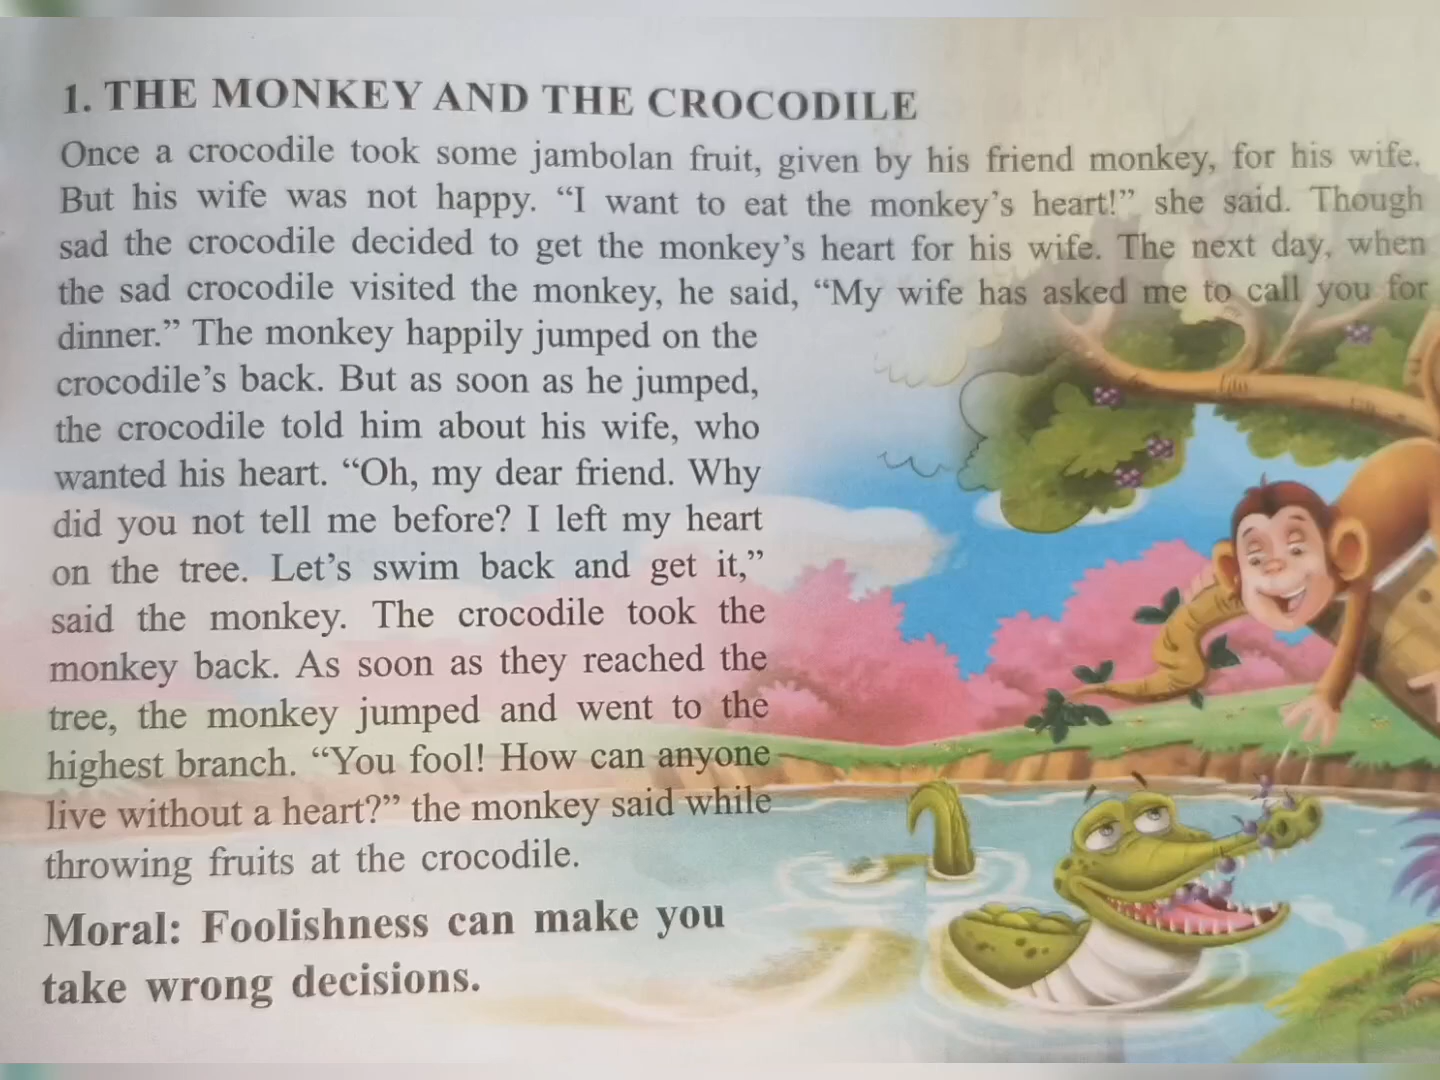 1. THE MONKEY AND THE CROCODILE
Once a crocodile took some jambolan fruit, given by his friend monkey, for his wife.
But his wife was not happy. “I want to eat the monkey’s heart!” she said. Though
sad the crocodile decided to get the monkey’s heart for his wife. The next day, when
the sad crocodile visited the monkey, he said, “My wife has asked me to call you for
dinner.” The monkey happily jumped on the
crocodile’s back. But as soon as he jumped,
the crocodile told him about his wife, who
wanted his heart. “Oh, my dear friend. Why
did you not tell me before? I left my heart
on the tree. Let’s swim back and get it,”
said the monkey. The crocodile took the
monkey back. As soon as they reached the
tree, the monkey jumped and went to the
highest branch. “You fool! How can anyone
live without a heart?” the monkey said while
throwing fruits at the crocodile.
Moral: Foolishness can make you
take wrong decisions.